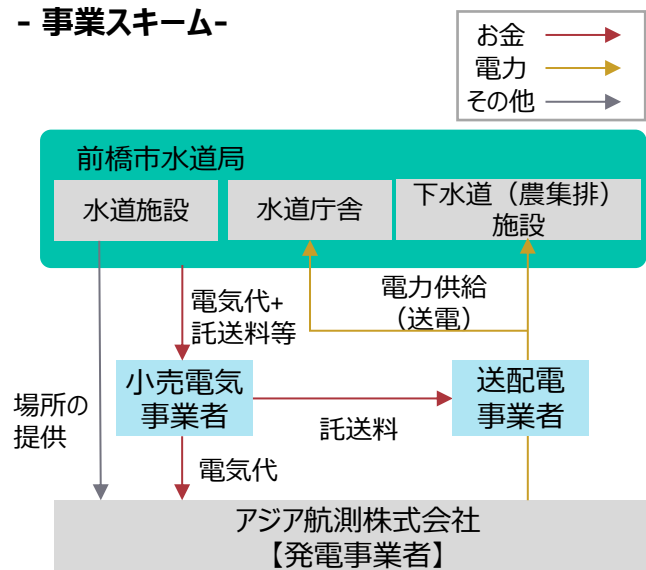 - 事業スキーム-
お金
電力
その他
前橋市水道局
水道施設
水道庁舎
下水道（農集排）
施設
電気代+
託送料等
電力供給
（送電）
小売電気
事業者
送配電
事業者
場所の
提供
託送料
電気代
アジア航測株式会社
【発電事業者】